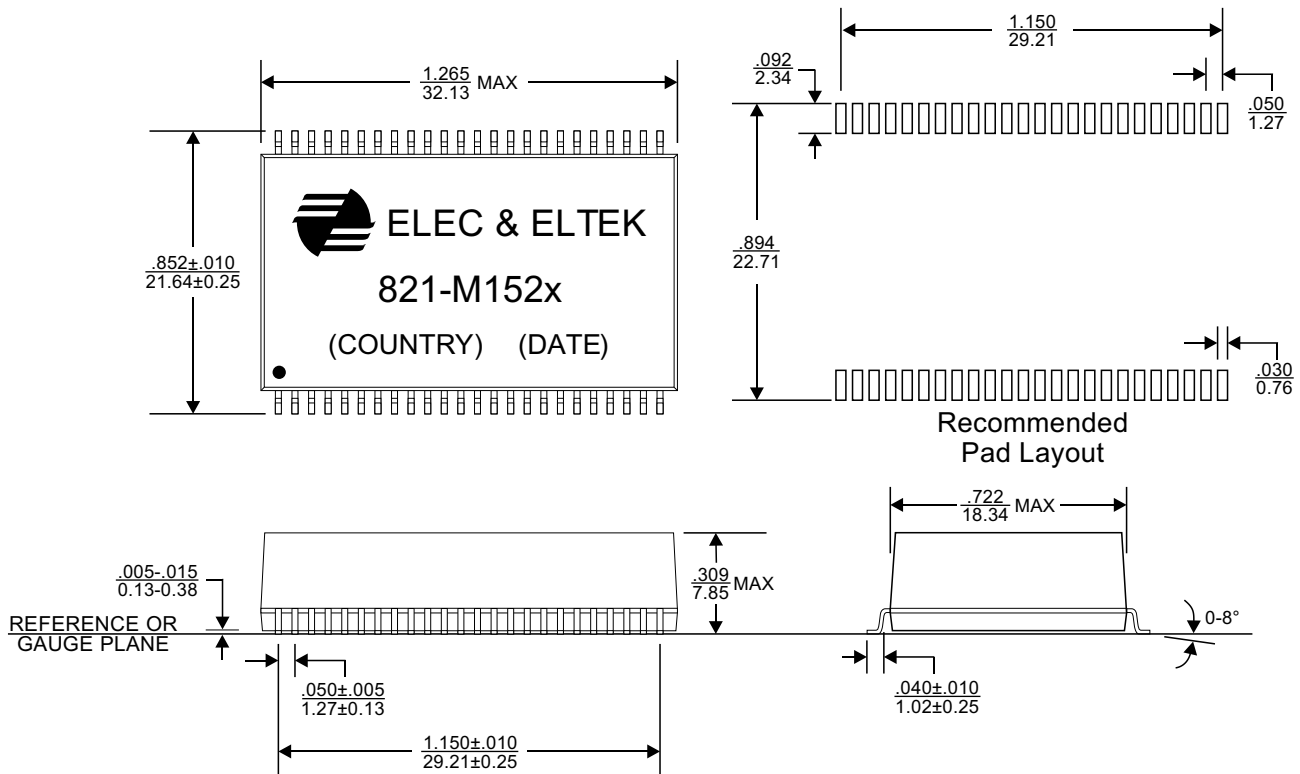 1.265
32.13 MAX
.852±.010
21.64±0.25
ELEC & ELTEK
821-M152x
(COUNTRY) (DATE)
1.150
29.21
.092
2.34
.050
1.27
.894
22.71
.030
0.76
Recommended
Pad Layout
.005-.015
0.13-0.38
REFERENCE OR
GAUGE PLANE
.309
7.85 MAX
.050±.005
1.27±0.13
1.150±.010
29.21±0.25
.722
18.34 MAX
0-8°
.040±.010
1.02±0.25